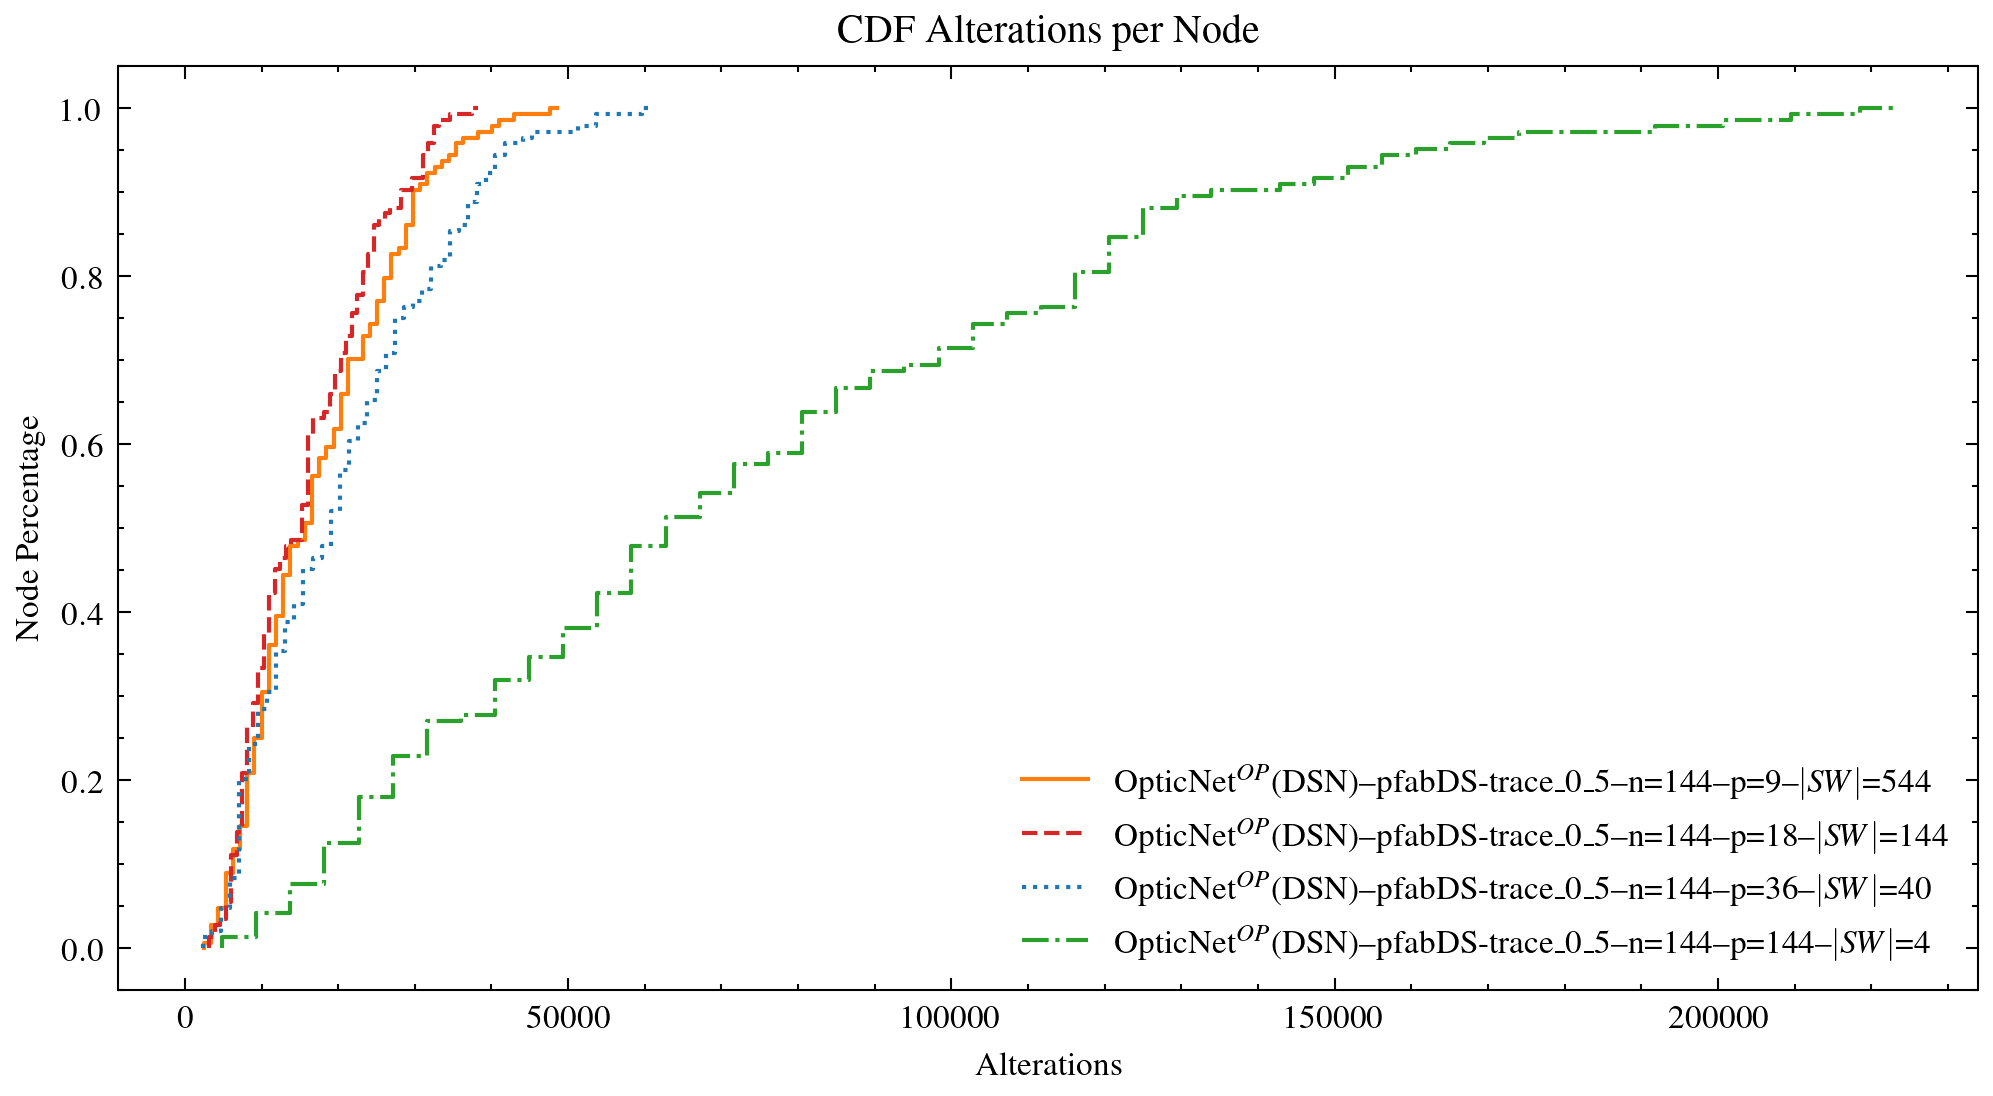 CDF Alterations per Node
Node Percentage
1.0
0.8
0.6
0.4
0.2
0.0
OpticNet^OP(DSN)–pfabDS-trace_0_5–n=144–p=9–|SW|=544
OpticNet^OP(DSN)–pfabDS-trace_0_5–n=144–p=18–|SW|=144
OpticNet^OP(DSN)–pfabDS-trace_0_5–n=144–p=36–|SW|=40
OpticNet^OP(DSN)–pfabDS-trace_0_5–n=144–p=144–|SW|=4
0 50000 100000 150000 200000
Alterations